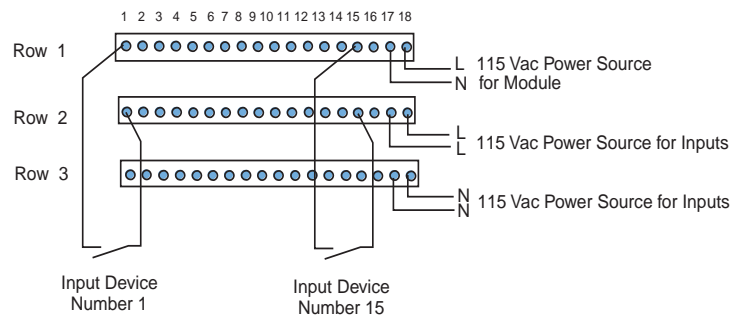 1 2 3 4 5 6 7 8 9 10 11 12 13 14 15 16 17 18
Row 1
L 115 Vac Power Source
N for Module
Row 2
L
L 115 Vac Power Source for Inputs
Row 3
N
N 115 Vac Power Source for Inputs
Input Device
Number 1
Input Device
Number 15